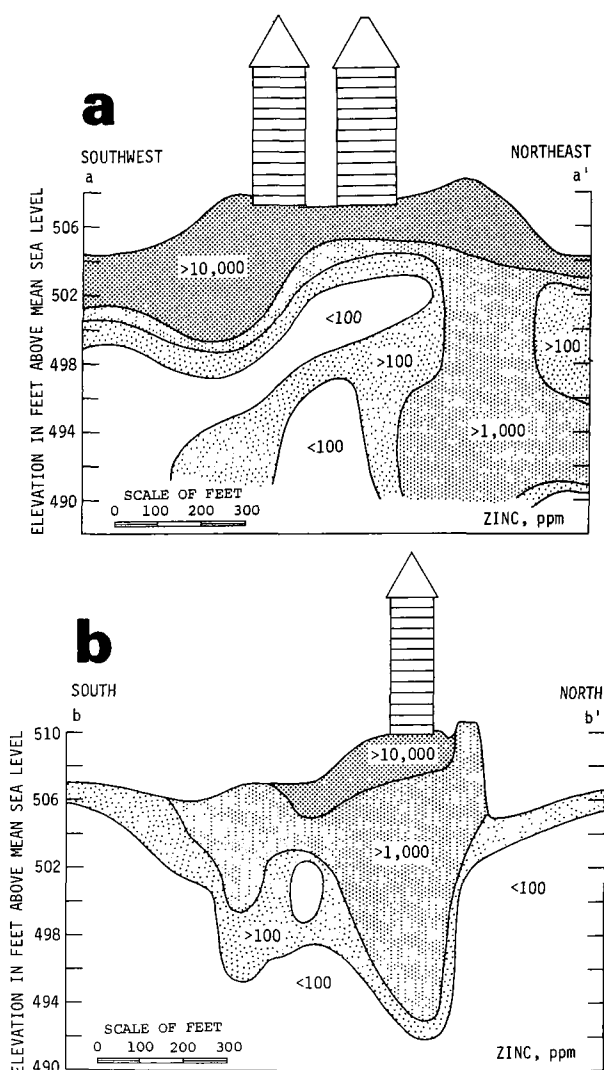 a
SOUTHWEST
a
NORTHEAST
a'
ELEVATION IN FEET ABOVE MEAN SEA LEVEL
506
502
498
494
490
>10,000
<100
>100
>100
<100
>1,000
SCALE OF FEET
0 100 200 300
ZINC, ppm
b
SOUTH
b
NORTH
b'
ELEVATION IN FEET ABOVE MEAN SEA LEVEL
510
506
502
498
494
490
>10,000
>1,000
<100
>100
<100
SCALE OF FEET
0 100 200 300
ZINC, ppm